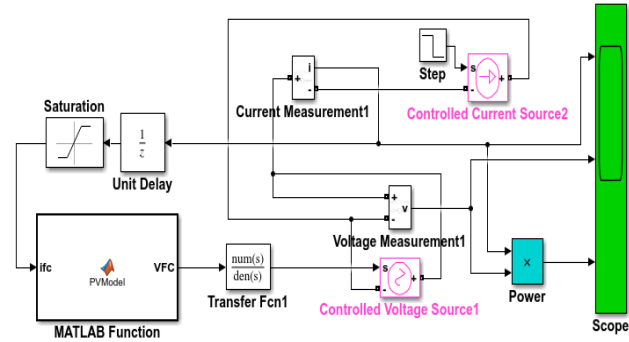 Step
s
+
-
Controlled Current Source2
+
i
-
Current Measurement1
Saturation
1
z
Unit Delay
+
-
v
Voltage Measurement1
ifc
PVModel
VFC
MATLAB Function
num(s)
den(s)
Transfer Fcn1
s
+
-
Controlled Voltage Source1
×
Power
Scope